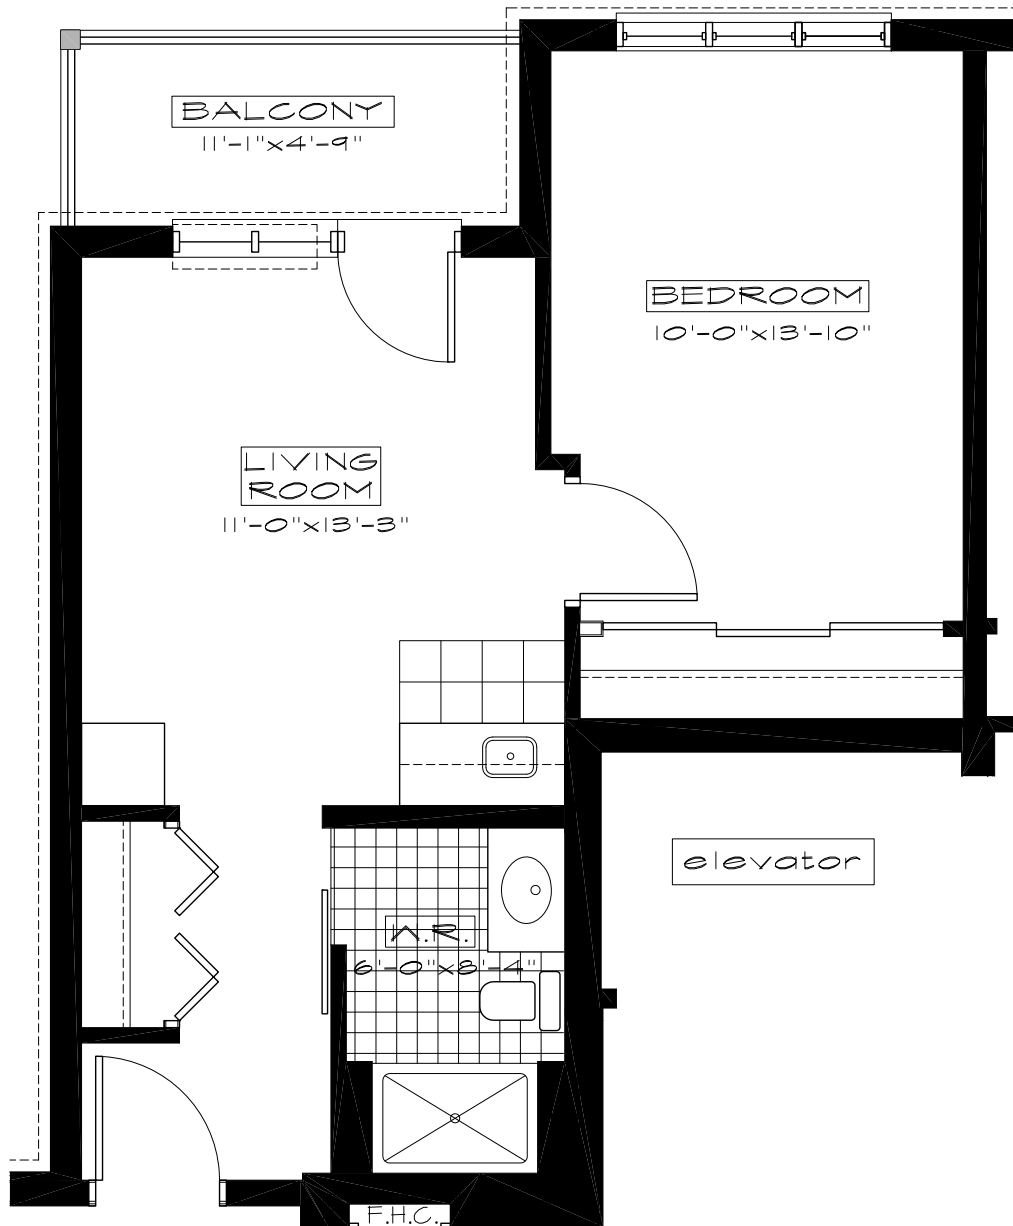 BALCONY
11'-1"x4'-9"
BEDROOM
10'-0"x13'-10"
LIVING
ROOM
11'-0"x13'-3"
elevator
W.R.
6'-0"x8'-4"
F.H.C.